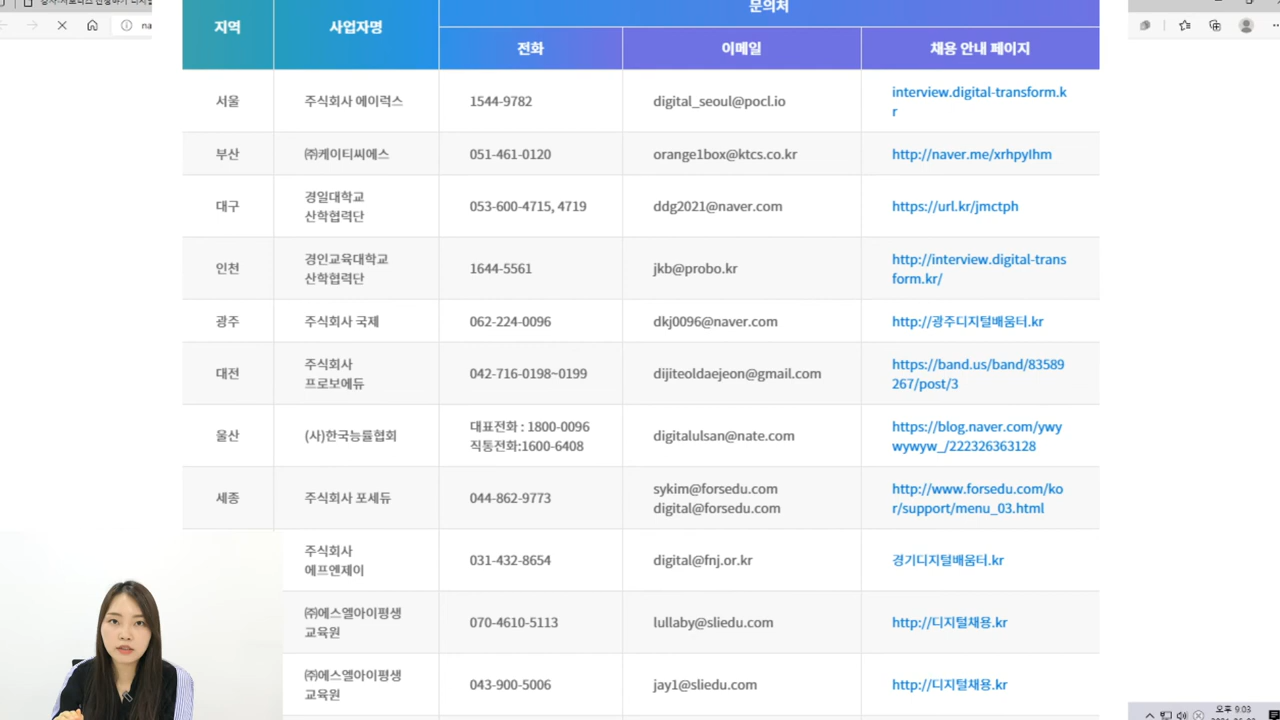 na
지역 사업자명 문의처
전화 이메일 채용 안내 페이지
서울 주식회사 에이럭스 1544-9782 digital_seoul@pocl.io interview.digital-transform.k
r
부산 ㈜케이티씨에스 051-461-0120 orange1box@ktcs.co.kr http://naver.me/xrhpyIhm
대구 경일대학교 053-600-4715, 4719 ddg2021@naver.com https://url.kr/jmctph
산학협력단
인천 경인교육대학교 1644-5561 jkb@probo.kr http://interview.digital-trans
산학협력단 form.kr/
광주 주식회사 국제 062-224-0096 dkj0096@naver.com http://광주디지털배움터.kr
대전 주식회사 042-716-0198~0199 dijiteoldaejeon@gmail.com https://band.us/band/83589
프로보에듀 267/post/3
울산 (사)한국능률협회 대표전화 : 1800-0096 digitalulsan@nate.com https://blog.naver.com/ywy
직통전화:1600-6408 wywyw_/222326363128
세종 주식회사 포세듀 044-862-9773 sykim@forsedu.com http://www.forsedu.com/ko
digital@forsedu.com r/support/menu_03.html
주식회사 031-432-8654 digital@fnj.or.kr 경기디지털배움터.kr
에프엔제이
㈜에스엘아이평생 070-4610-5113 lullaby@sliedu.com http://디지털채용.kr
교육원
㈜에스엘아이평생 043-900-5006 jay1@sliedu.com http://디지털채용.kr
교육원
오후 9:03